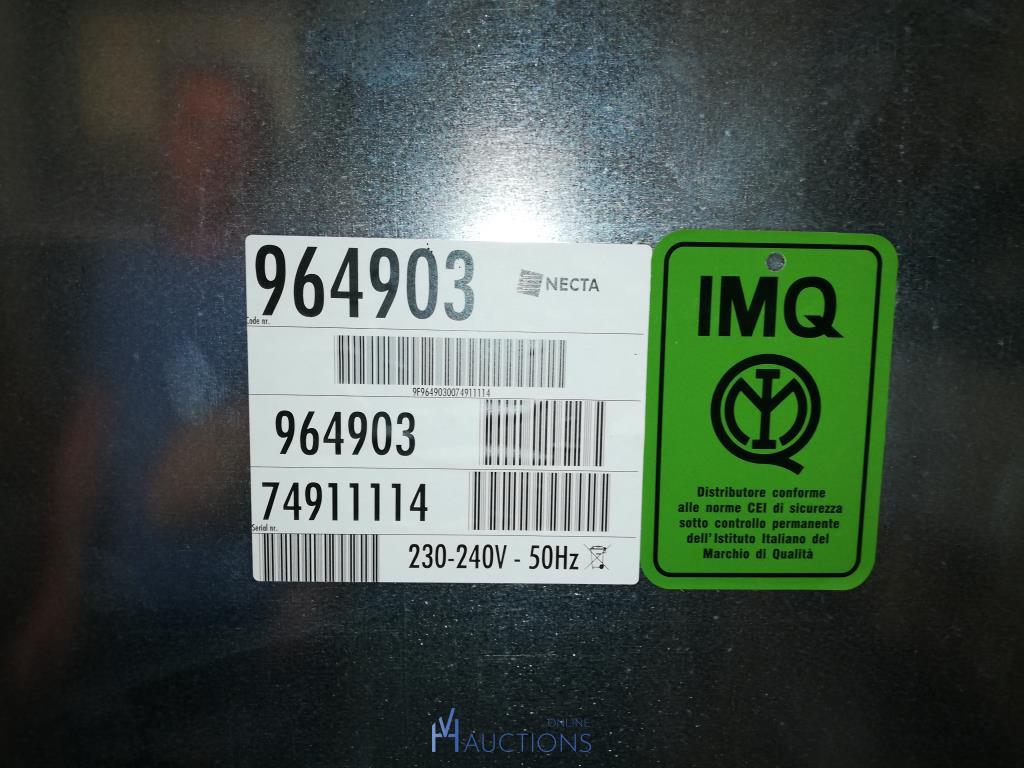 964903
NECTA
Code nr.
9F9649030074911114
964903
74911114
Serial nr.
230-240V - 50Hz
IMQ
Distributore conforme
alle norme CEI di sicurezza
sotto controllo permanente
dell'Istituto Italiano del
Marchio di Qualità
ONLINE
AUCTIONS